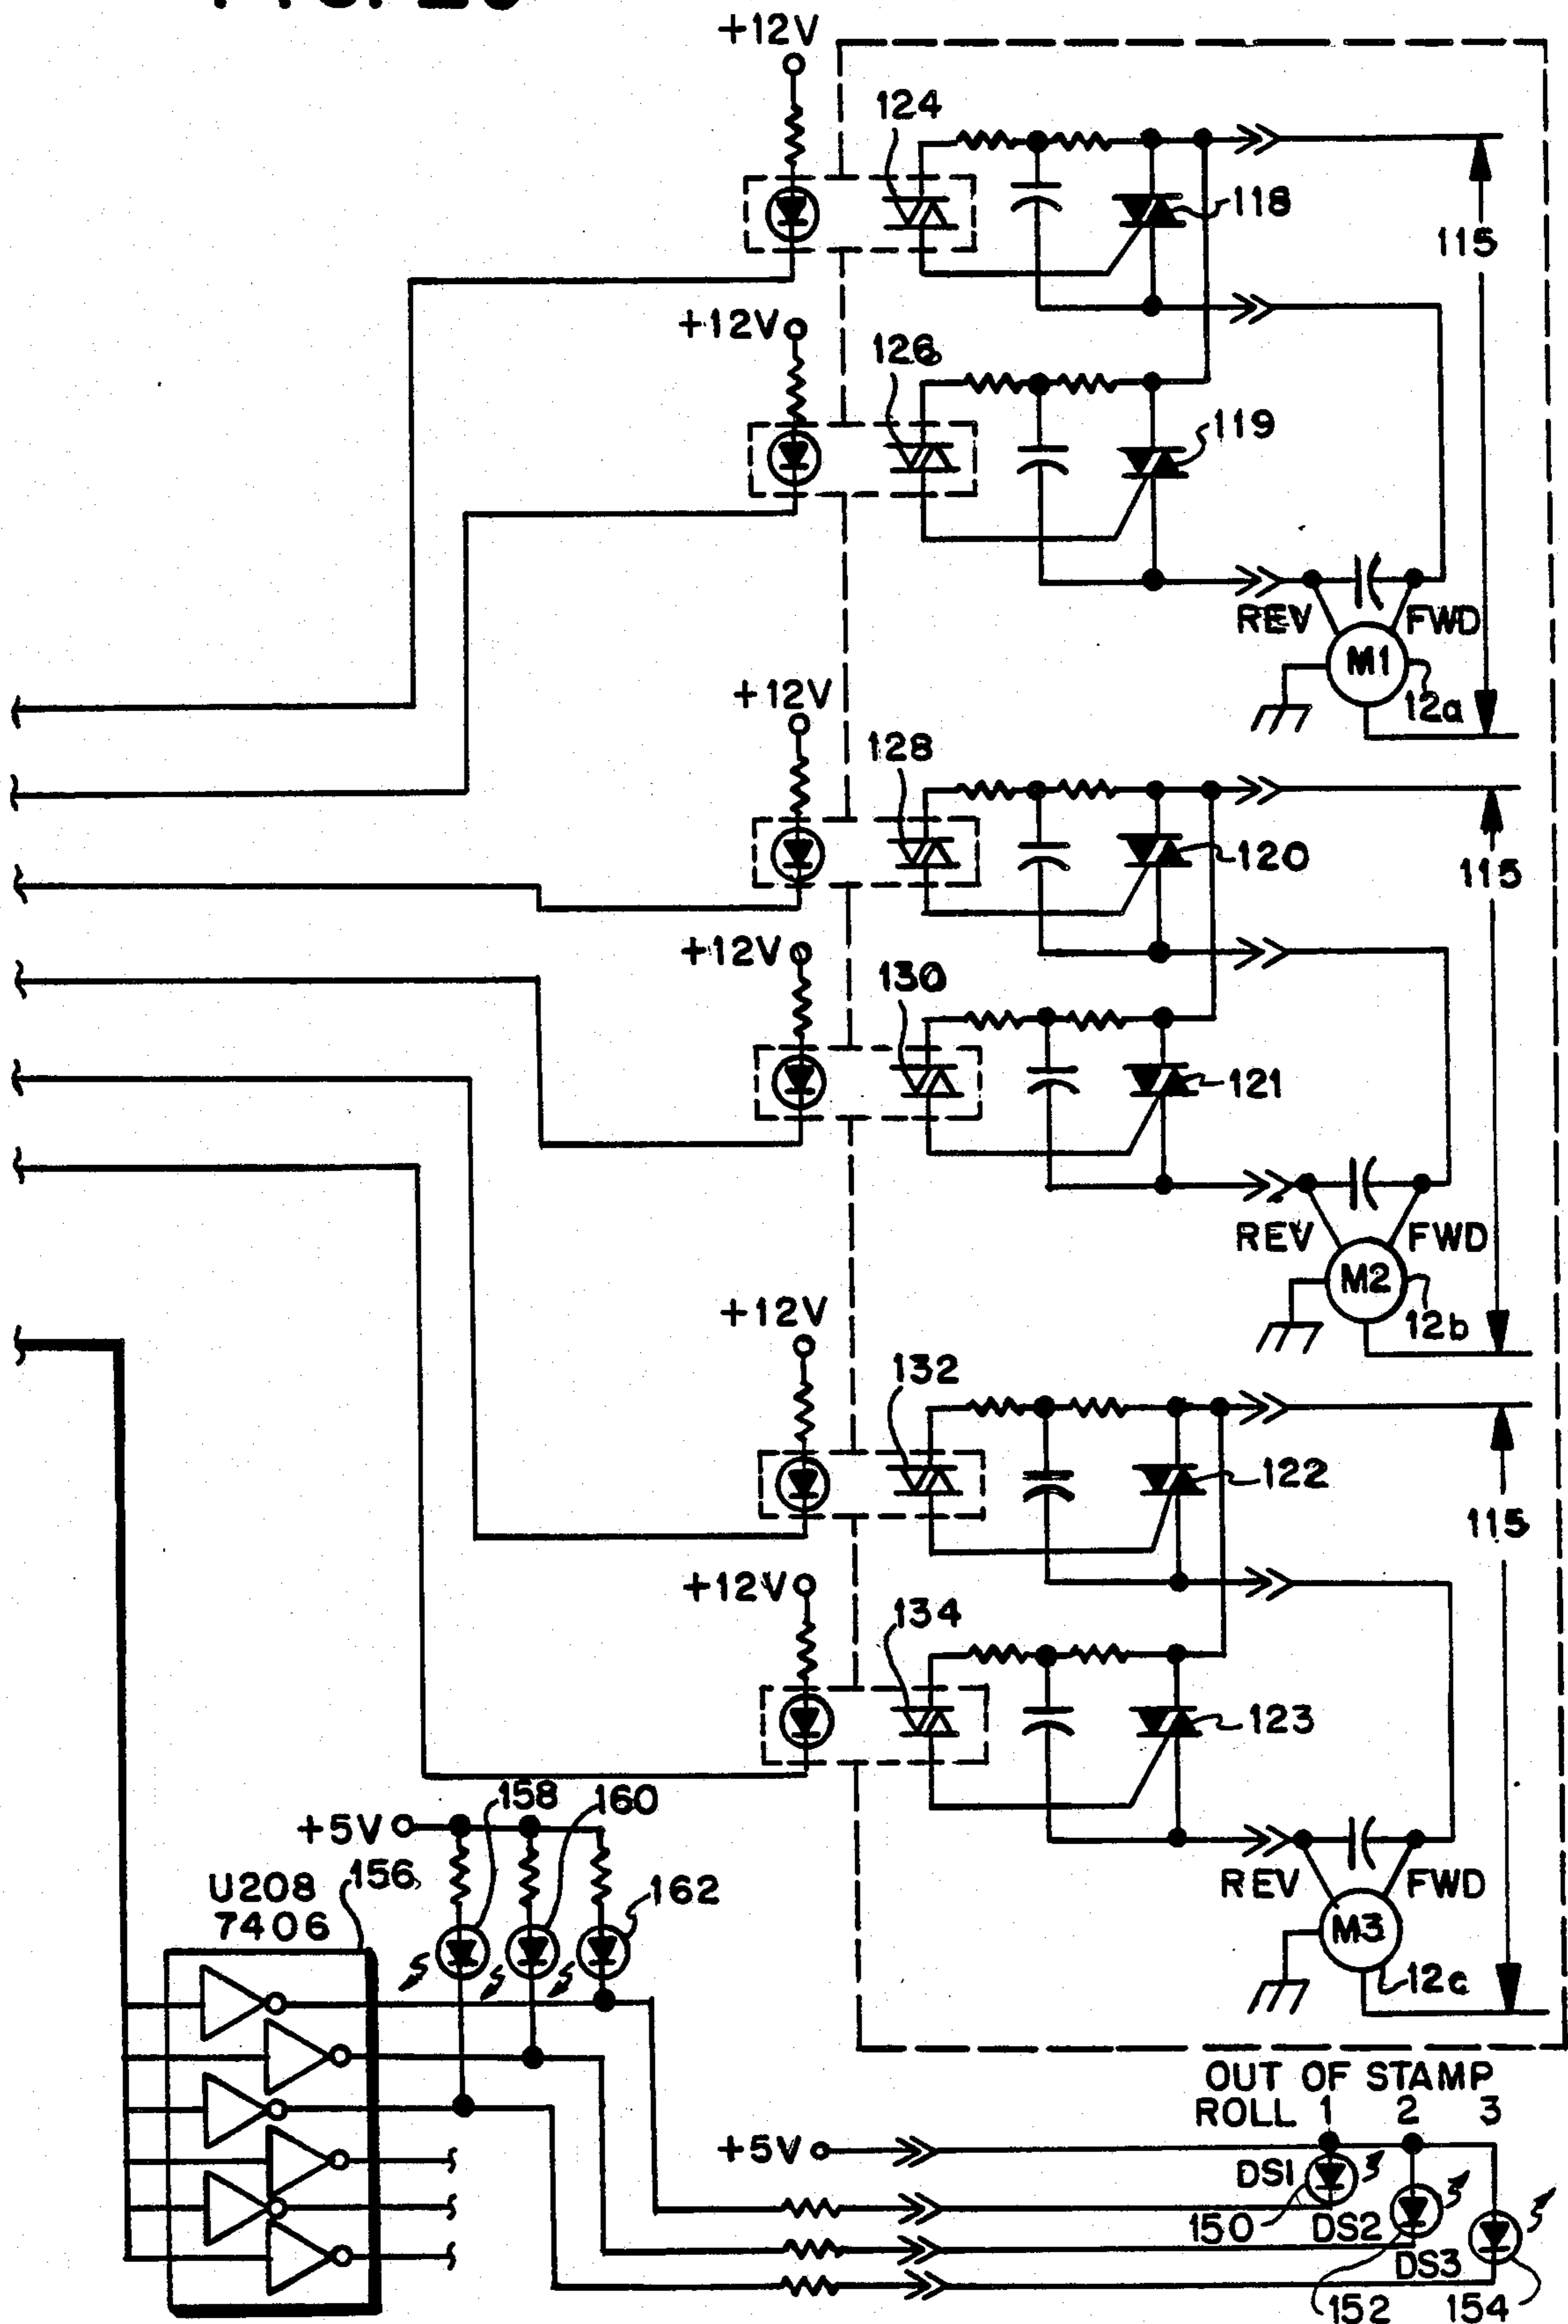 +12V
124
118
115
+12V
126
119
REV
FWD
M1
12a
+12V
128
120
115
+12V
130
121
REV
FWD
M2
12b
+12V
132
122
115
+12V
134
123
158
160
+5V
156
U208
7406
162
REV
FWD
M3
12c
OUT OF STAMP
ROLL 1 2 3
+5V
DS1
150
DS2
DS3
152
154